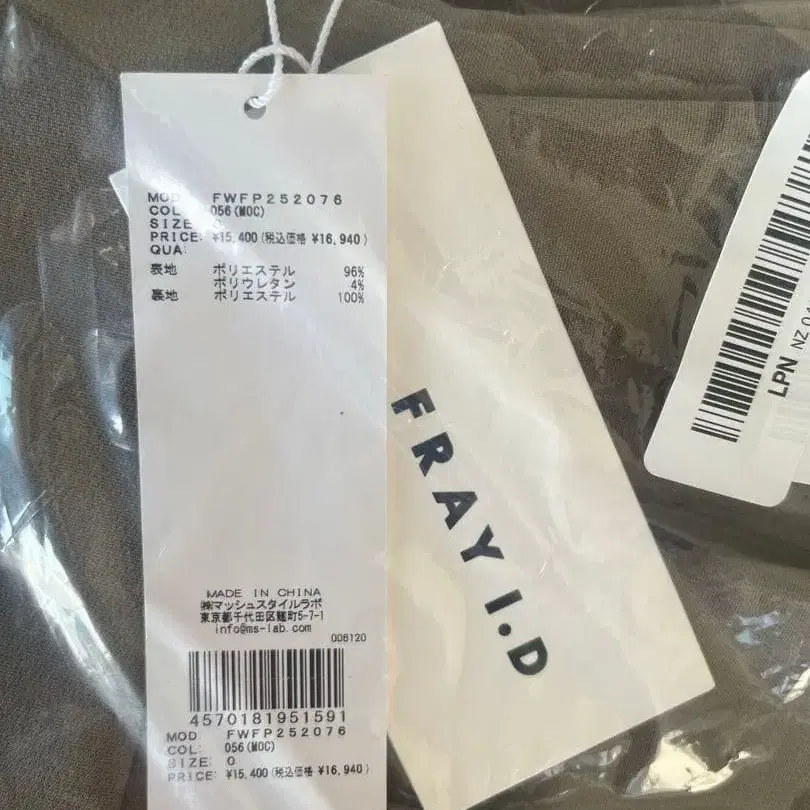 MOD FWFP252076
COL: 056(MOC)
SIZE: 0
PRICE: ¥15,400(税込価格 ¥16,940)
QUA:
表地 ポリエステル 96%
ポリウレタン 4%
裏地 ポリエステル 100%
MADE IN CHINA
㈱マッシュスタイルラボ
東京都千代田区麹町5-7-1
info@ms-lab.com
006120
4570181951591
MOD FWFP252076
COL: 056(MOC)
SIZE: 0
PRICE: ¥15,400(税込価格 ¥16,940)
FRAY I.D
LPN NZ 04